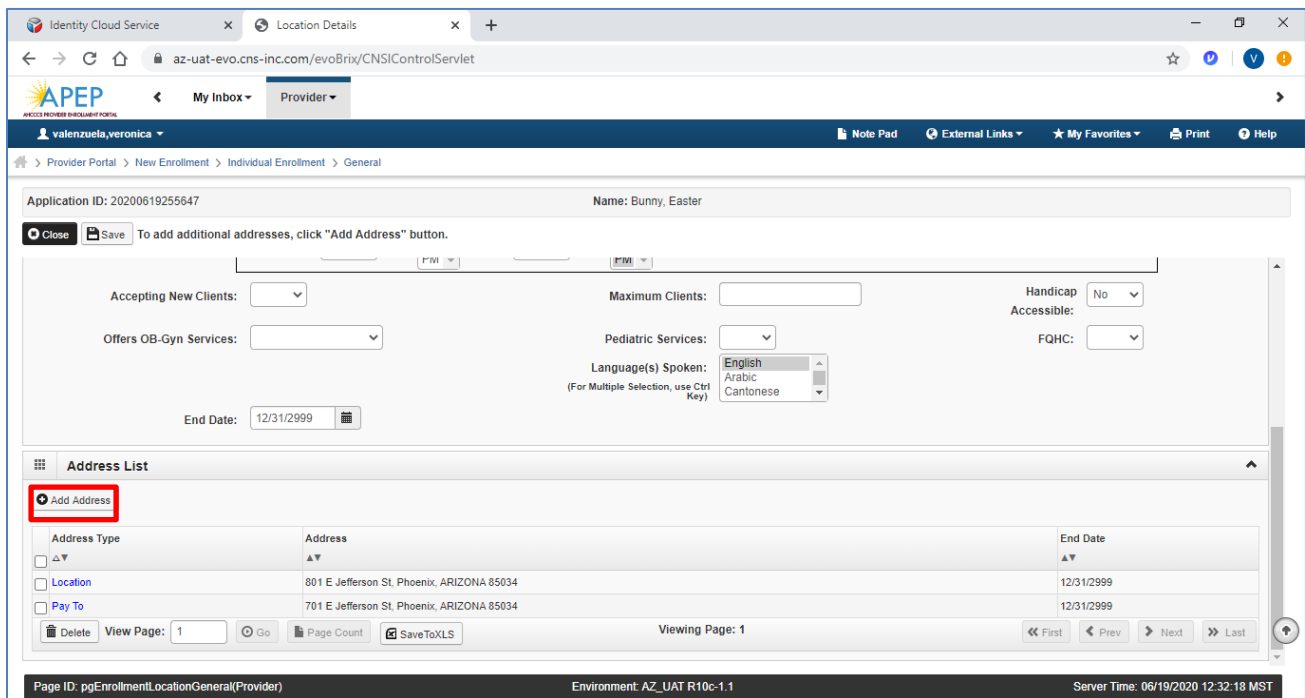 Identity Cloud Service
Location Details
az-uat-evo.cns-inc.com/evoBrix/CNSIControlServlet
V
APEP
AHCCCS PROVIDER ENROLLMENT PORTAL
My Inbox
Provider
valenzuela,veronica
Note Pad
External Links
My Favorites
Print
Help
Provider Portal > New Enrollment > Individual Enrollment > General
Application ID: 20200619255647
Name: Bunny, Easter
Close
Save
To add additional addresses, click "Add Address" button.
PM
PM
Accepting New Clients:
Maximum Clients:
Handicap
Accessible:
No
Offers OB-Gyn Services:
Pediatric Services:
FQHC:
Language(s) Spoken:
(For Multiple Selection, use Ctrl
Key)
English
Arabic
Cantonese
End Date:
12/31/2999
Address List
Add Address
Address Type
Address
End Date
Location
801 E Jefferson St, Phoenix, ARIZONA 85034
12/31/2999
Pay To
701 E Jefferson St, Phoenix, ARIZONA 85034
12/31/2999
Delete
View Page:
1
Go
Page Count
SaveToXLS
Viewing Page: 1
First
Prev
Next
Last
Page ID: pgEnrollmentLocationGeneral(Provider)
Environment: AZ_UAT R10c-1.1
Server Time: 06/19/2020 12:32:18 MST